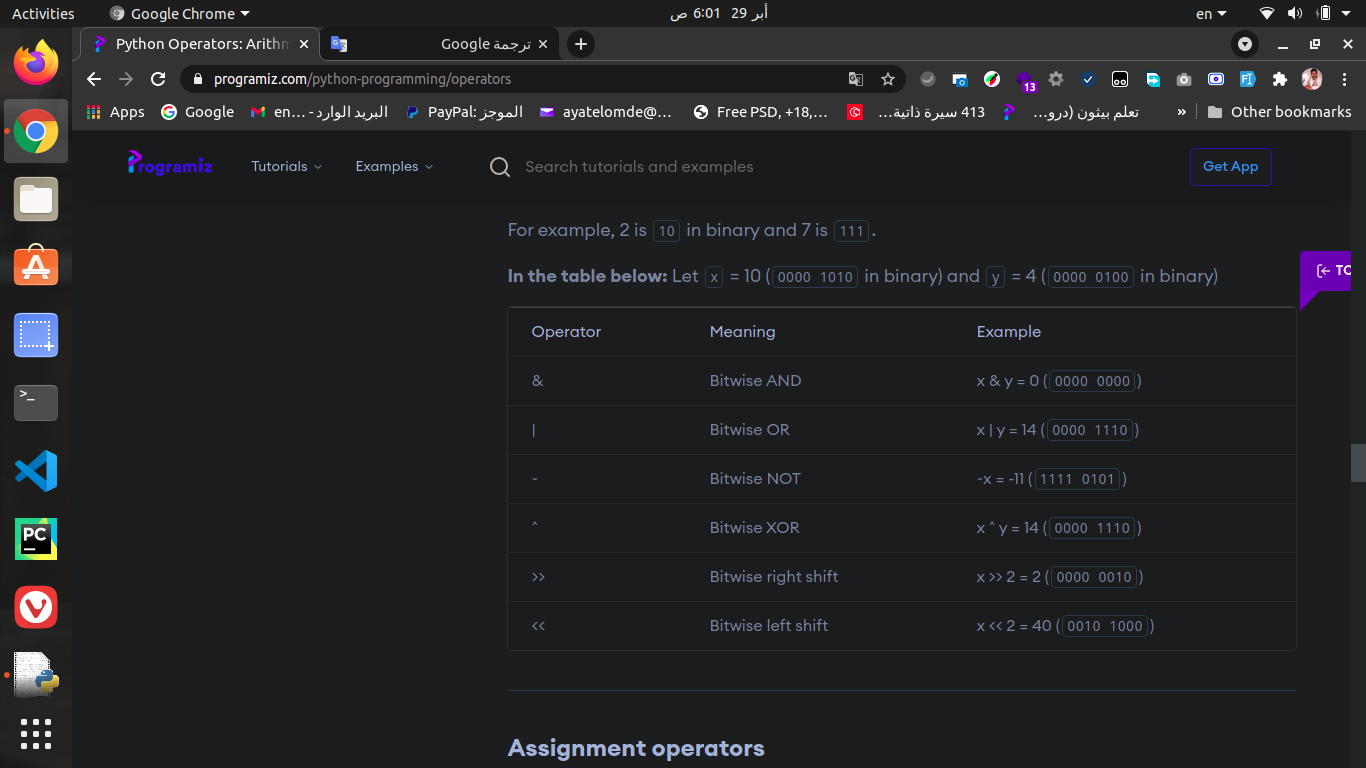 Activities Google Chrome أبر 29 6:01 ص en
Python Operators: Arithm ترجمة Google
programiz.com/python-programming/operators 13
Apps Google en... - البريد الوارد PayPal: الموجز ayatelomde@... Free PSD, +18,... 413 سيرة ذاتية... تعلم بيثون (درو... » Other bookmarks
Programiz Tutorials Examples Search tutorials and examples Get App
For example, 2 is 10 in binary and 7 is 111.
In the table below: Let x = 10 (0000 1010 in binary) and y = 4 (0000 0100 in binary)
Operator Meaning Example
& Bitwise AND x & y = 0 (0000 0000)
| Bitwise OR x | y = 14 (0000 1110)
~ Bitwise NOT ~x = -11 (1111 0101)
^ Bitwise XOR x ^ y = 14 (0000 1110)
>> Bitwise right shift x >> 2 = 2 (0000 0010)
<< Bitwise left shift x << 2 = 40 (0010 1000)
Assignment operators